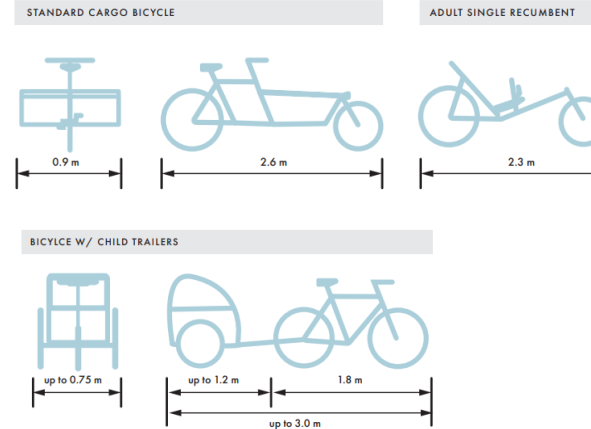 STANDARD CARGO BICYCLE
ADULT SINGLE RECUMBENT
0.9 m
2.6 m
2.3 m
BICYLCE W/ CHILD TRAILERS
up to 0.75 m
up to 1.2 m
1.8 m
up to 3.0 m